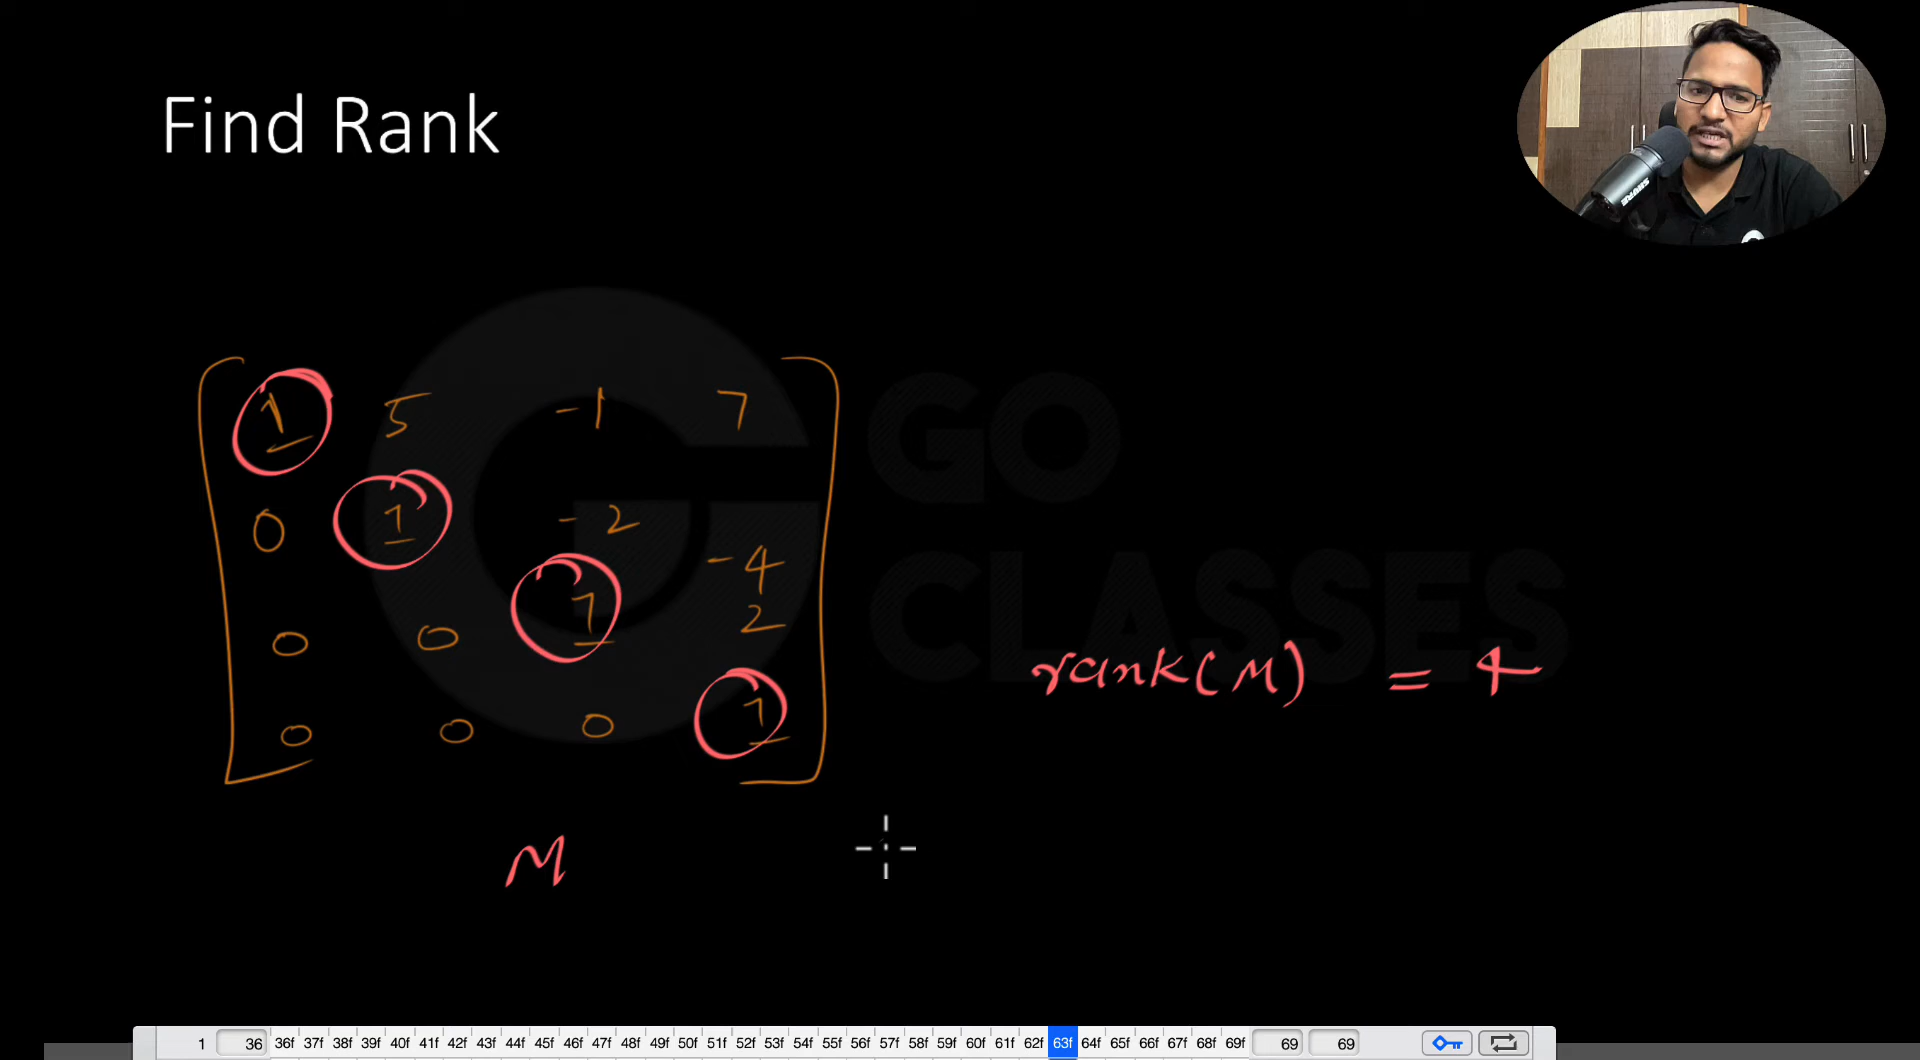 Find Rank
1 5 -1 7
0 1 -2 -4
0 0 1 2
0 0 0 1
M
rank(M) = 4
GO
CLASSES
SHURE
1 36 36f 37f 38f 39f 40f 41f 42f 43f 44f 45f 46f 47f 48f 49f 50f 51f 52f 53f 54f 55f 56f 57f 58f 59f 60f 61f 62f 63f 64f 65f 66f 67f 68f 69f 69 69